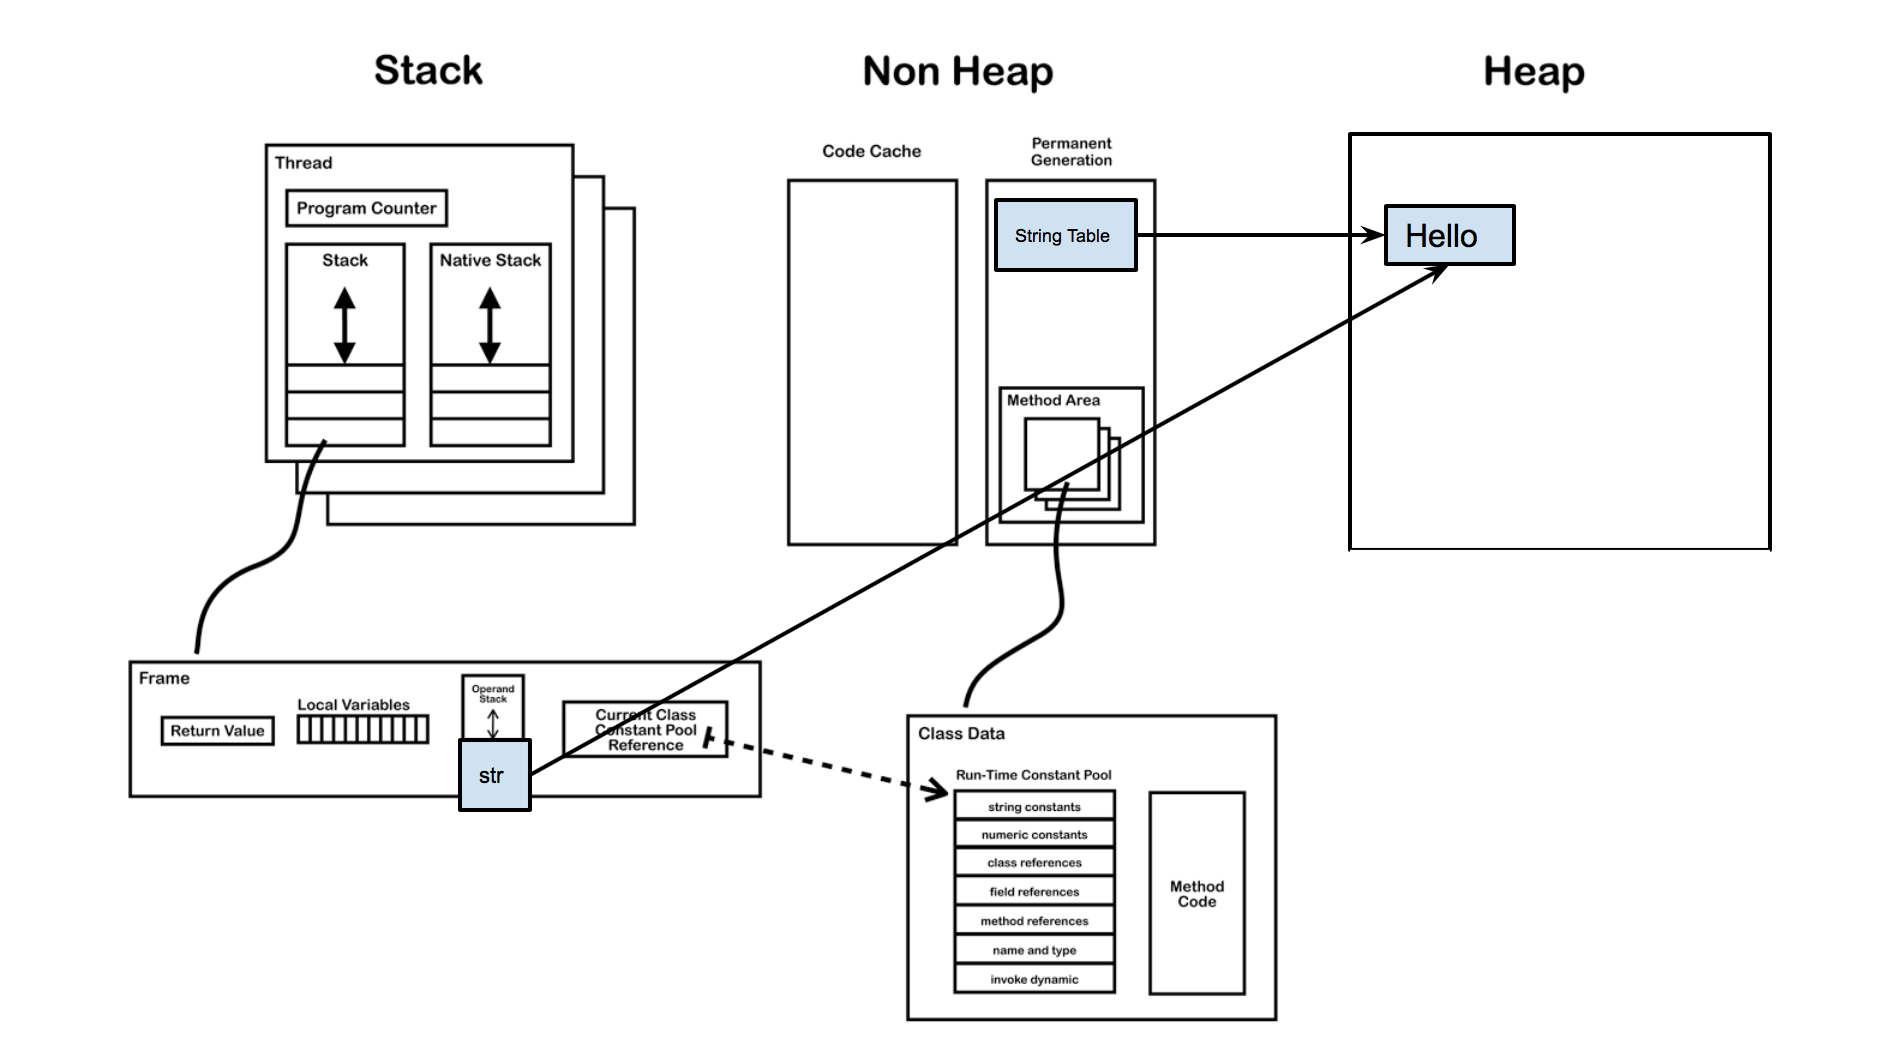 Stack
Non Heap
Heap
Thread
Program Counter
Stack
Native Stack
Code Cache
Permanent
Generation
String Table
Method Area
Hello
Frame
Return Value
Local Variables
Operand
Stack
str
Current Class
Constant Pool
Reference
Class Data
Run-Time Constant Pool
string constants
numeric constants
class references
field references
method references
name and type
invoke dynamic
Method
Code